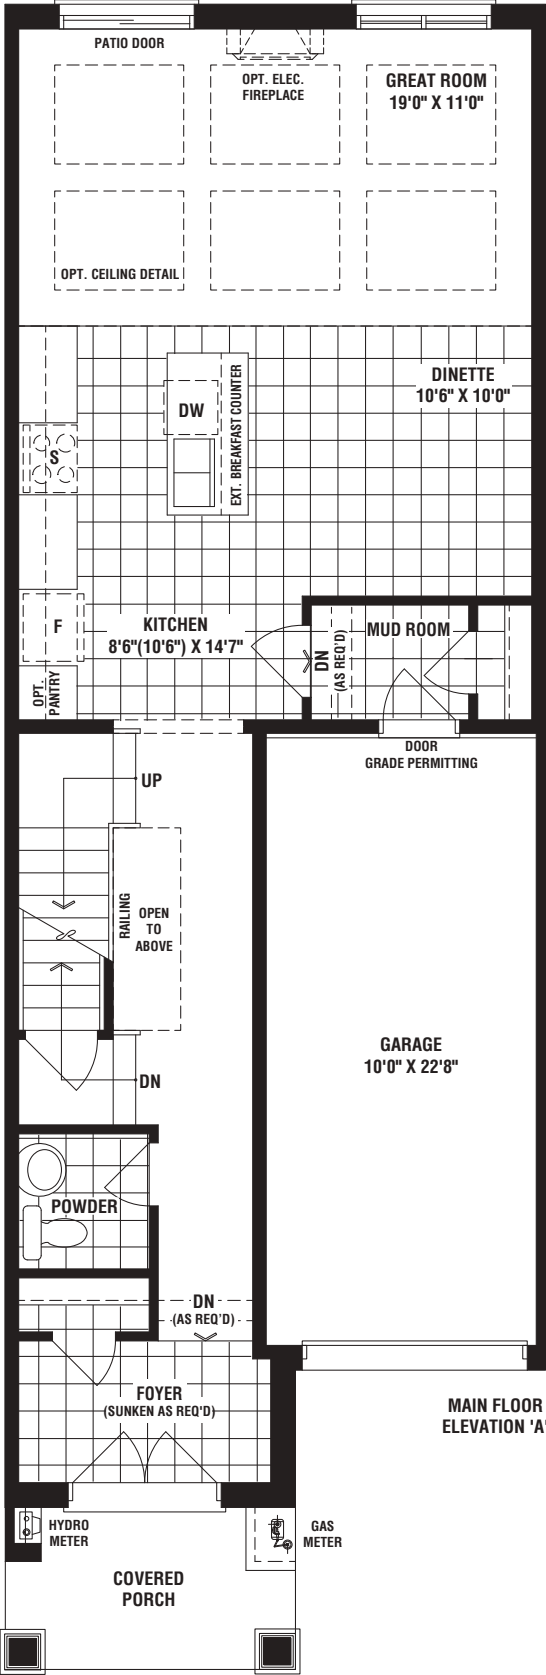 PATIO DOOR
OPT. ELEC.
FIREPLACE
GREAT ROOM
19'0" X 11'0"
OPT. CEILING DETAIL
DINETTE
10'6" X 10'0"
DW
EXT. BREAKFAST COUNTER
S
F
KITCHEN
8'6"(10'6") X 14'7"
MUD ROOM
DN
(AS REQ'D)
OPT.
PANTRY
DOOR
GRADE PERMITTING
UP
RAILING
OPEN
TO
ABOVE
GARAGE
10'0" X 22'8"
DN
POWDER
DN
(AS REQ'D)
FOYER
(SUNKEN AS REQ'D)
MAIN FLOOR
ELEVATION 'A'
HYDRO
METER
GAS
METER
COVERED
PORCH